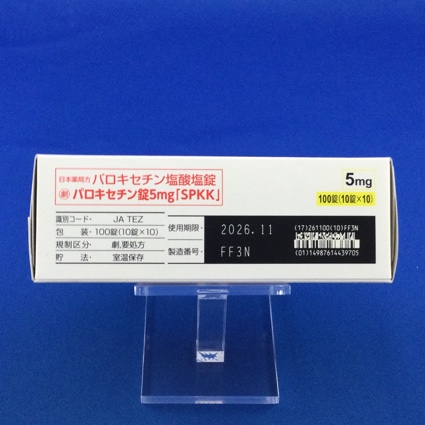 日本薬局方 パロキセチン塩酸塩錠
劇 パロキセチン錠5mg「SPKK」
5mg
100錠(10錠×10)
識別コード・ JA TEZ
包 装・100錠(10錠×10)
規制区分・ 劇,要処方
貯 法・ 室温保存
使用期限・ 2026.11
製造番号・ FF3N
(17)261100(10)FF3N
(01)14987614439705